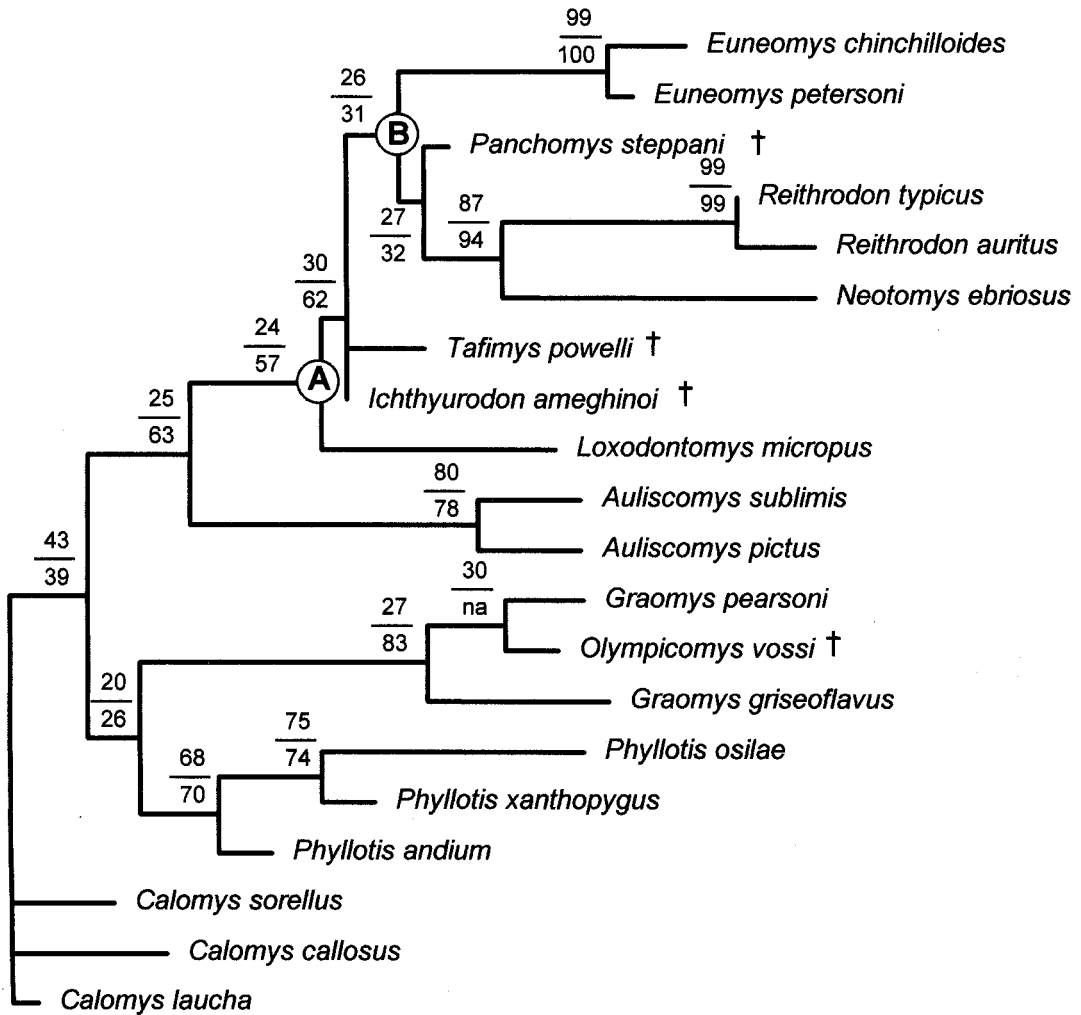 99
100
Euneomys chinchilloides
Euneomys petersoni
26
31
B
Panchomys steppani †
99
99
Reithrodon typicus
Reithrodon auritus
87
94
27
32
Neotomys ebriosus
30
62
Tafimys powelli †
24
57
A
Ichthyurodon ameghinoi †
25
63
Loxodontomys micropus
80
78
Auliscomys sublimis
Auliscomys pictus
43
39
30
na
Graomys pearsoni
27
83
Olympicomys vossi †
Graomys griseoflavus
20
26
75
74
Phyllotis osilae
68
70
Phyllotis xanthopygus
Phyllotis andium
Calomys sorellus
Calomys callosus
Calomys laucha